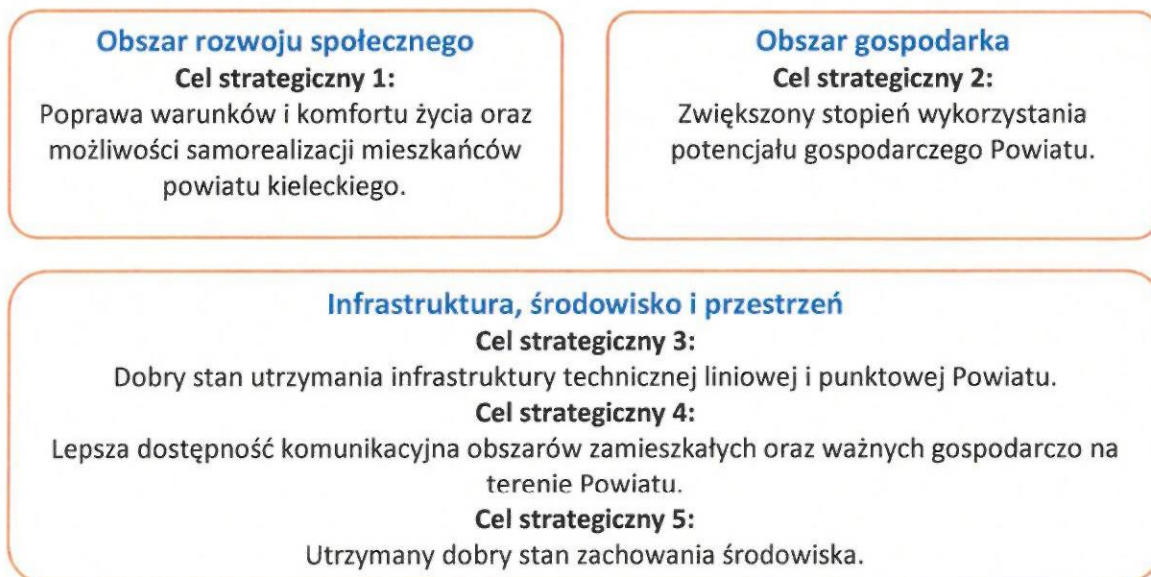 Obszar rozwoju społecznego
Cel strategiczny 1:
Poprawa warunków i komfortu życia oraz
możliwości samorealizacji mieszkańców
powiatu kieleckiego.
Obszar gospodarka
Cel strategiczny 2:
Zwiększony stopień wykorzystania
potencjału gospodarczego Powiatu.
Infrastruktura, środowisko i przestrzeń
Cel strategiczny 3:
Dobry stan utrzymania infrastruktury technicznej liniowej i punktowej Powiatu.
Cel strategiczny 4:
Lepsza dostępność komunikacyjna obszarów zamieszkałych oraz ważnych gospodarczo na
terenie Powiatu.
Cel strategiczny 5:
Utrzymany dobry stan zachowania środowiska.